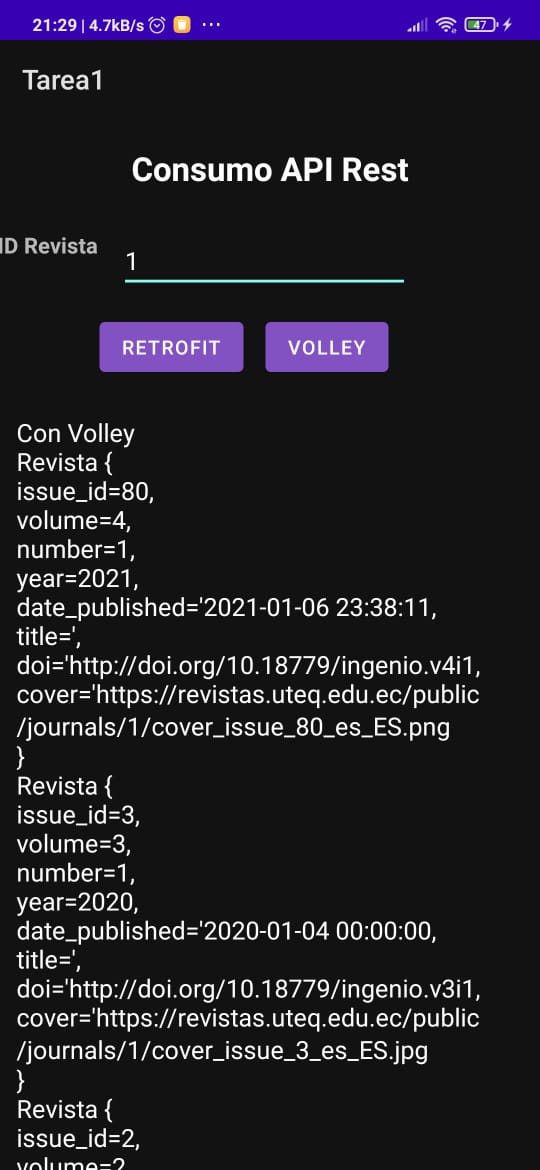 21:29 | 4.7kB/s ...
47
Tarea1
Consumo API Rest
ID Revista
1
RETROFIT VOLLEY
Con Volley
Revista {
issue_id=80,
volume=4,
number=1,
year=2021,
date_published='2021-01-06 23:38:11,
title=',
doi='http://doi.org/10.18779/ingenio.v4i1,
cover='https://revistas.uteq.edu.ec/public
/journals/1/cover_issue_80_es_ES.png
}
Revista {
issue_id=3,
volume=3,
number=1,
year=2020,
date_published='2020-01-04 00:00:00,
title=',
doi='http://doi.org/10.18779/ingenio.v3i1,
cover='https://revistas.uteq.edu.ec/public
/journals/1/cover_issue_3_es_ES.jpg
}
Revista {
issue_id=2,
volume=2